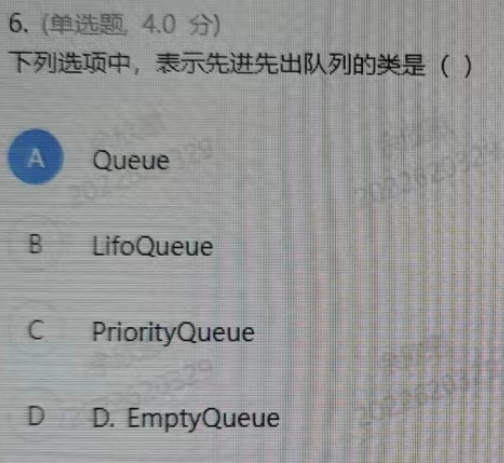 6. (单选题, 4.0 分)
下列选项中，表示先进先出队列的类是（ ）
A Queue
B LifoQueue
C PriorityQueue
D D. EmptyQueue